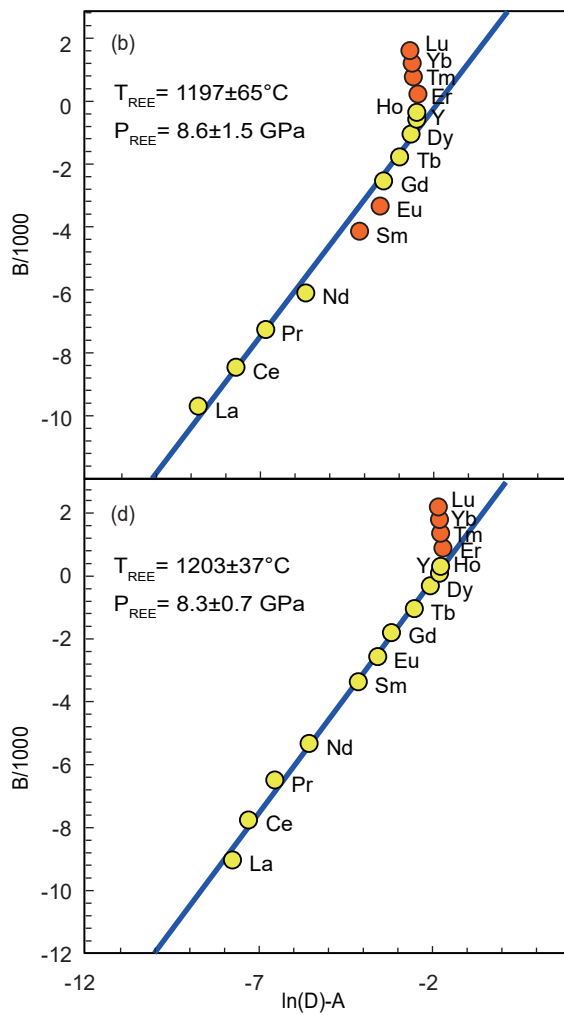 2
(b)
Lu
Yb
Tm
T_REE = 1197±65°C
0
Ho
Er
Y
P_REE = 8.6±1.5 GPa
Dy
-2
Tb
Gd
Eu
-4
Sm
B/1000
-6
Nd
Pr
-8
Ce
La
-10
2
(d)
Lu
Yb
Tm
T_REE = 1203±37°C
Er
Y
Ho
0
Dy
P_REE = 8.3±0.7 GPa
Tb
-2
Gd
Eu
Sm
-4
B/1000
Nd
-6
Pr
-8
Ce
La
-10
-12
-12
-7
-2
ln(D)-A